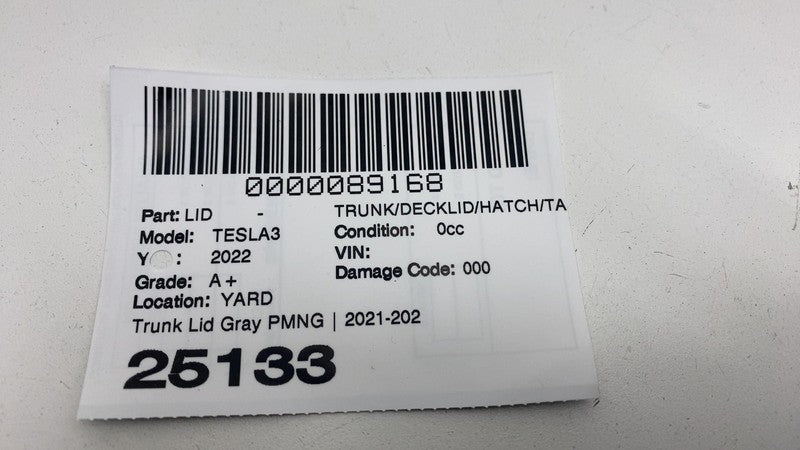 0000089168
Part: LID - TRUNK/DECKLID/HATCH/TA
Model: TESLA3 Condition: 0cc
Y : 2022 VIN:
Grade: A+ Damage Code: 000
Location: YARD
Trunk Lid Gray PMNG | 2021-202
25133